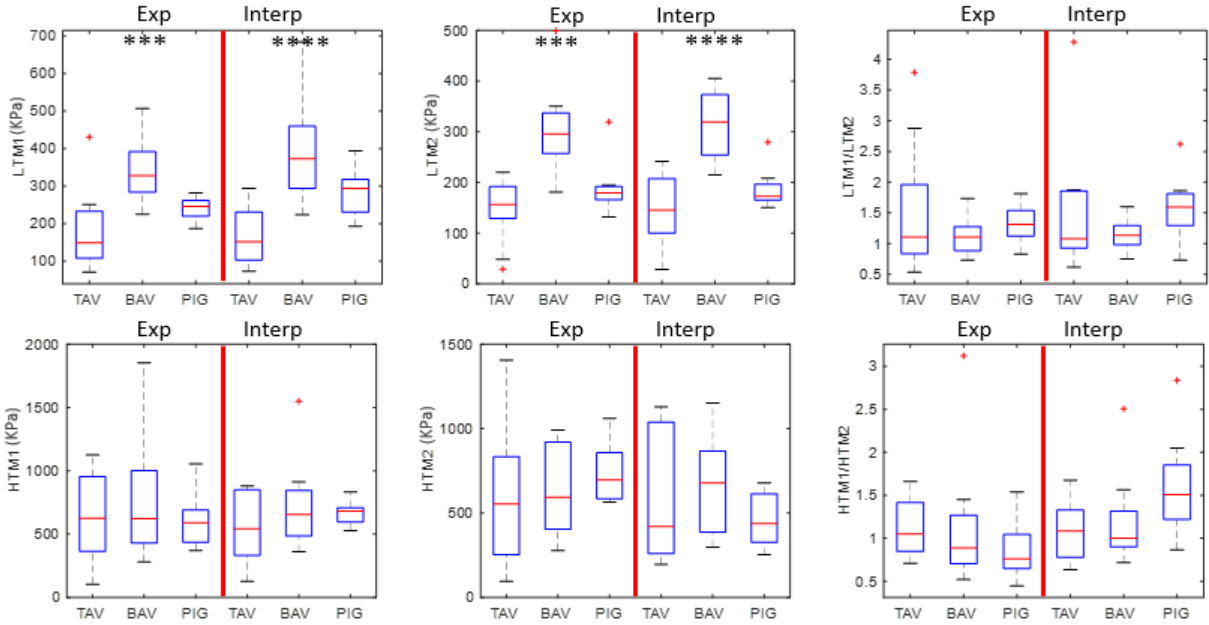 Exp Interp
*** ****
700
600
500
400
300
200
100
LTM1 (KPa)
TAV BAV PIG TAV BAV PIG
Exp Interp
*** ****
500
400
300
200
100
0
LTM2 (KPa)
TAV BAV PIG TAV BAV PIG
Exp Interp
4
3.5
3
2.5
2
1.5
1
0.5
LTM1/LTM2
TAV BAV PIG TAV BAV PIG
Exp Interp
2000
1500
1000
500
0
HTM1 (KPa)
TAV BAV PIG TAV BAV PIG
Exp Interp
1500
1000
500
0
HTM2 (KPa)
TAV BAV PIG TAV BAV PIG
Exp Interp
3
2.5
2
1.5
1
0.5
HTM1/HTM2
TAV BAV PIG TAV BAV PIG